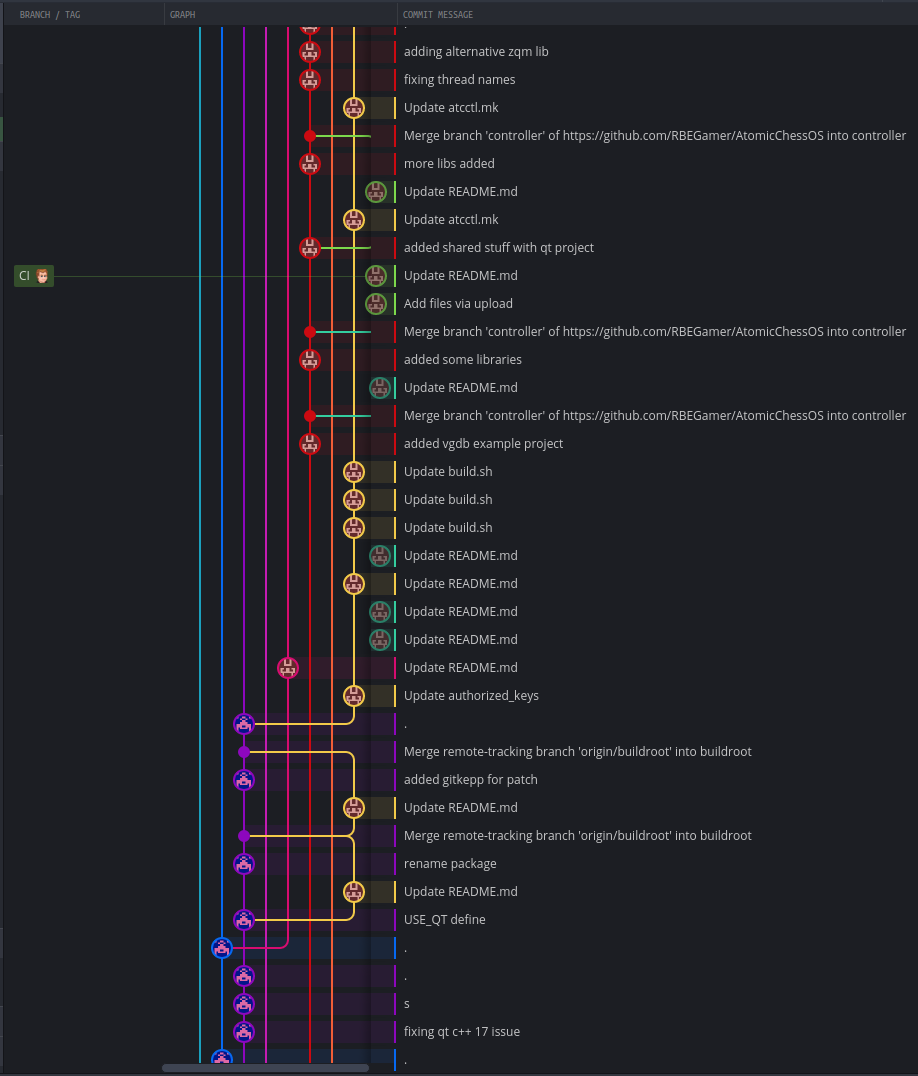 BRANCH / TAG
GRAPH
COMMIT MESSAGE
adding alternative zqm lib
fixing thread names
Update atcctl.mk
Merge branch 'controller' of https://github.com/RBEGamer/AtomicChessOS into controller
more libs added
Update README.md
Update atcctl.mk
added shared stuff with qt project
CI
Update README.md
Add files via upload
Merge branch 'controller' of https://github.com/RBEGamer/AtomicChessOS into controller
added some libraries
Update README.md
Merge branch 'controller' of https://github.com/RBEGamer/AtomicChessOS into controller
added vgdb example project
Update build.sh
Update build.sh
Update build.sh
Update README.md
Update README.md
Update README.md
Update README.md
Update README.md
Update authorized_keys
.
Merge remote-tracking branch 'origin/buildroot' into buildroot
added gitkepp for patch
Update README.md
Merge remote-tracking branch 'origin/buildroot' into buildroot
rename package
Update README.md
USE_QT define
.
.
s
fixing qt c++ 17 issue
.